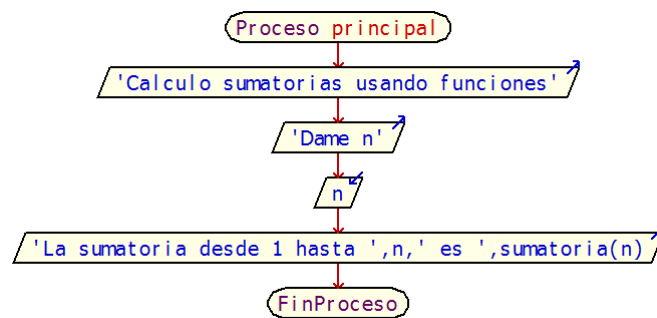 Proceso principal
'Calculo sumatorias usando funciones'
'Dame n'
n
'La sumatoria desde 1 hasta ',n,' es ',sumatoria(n)
FinProceso